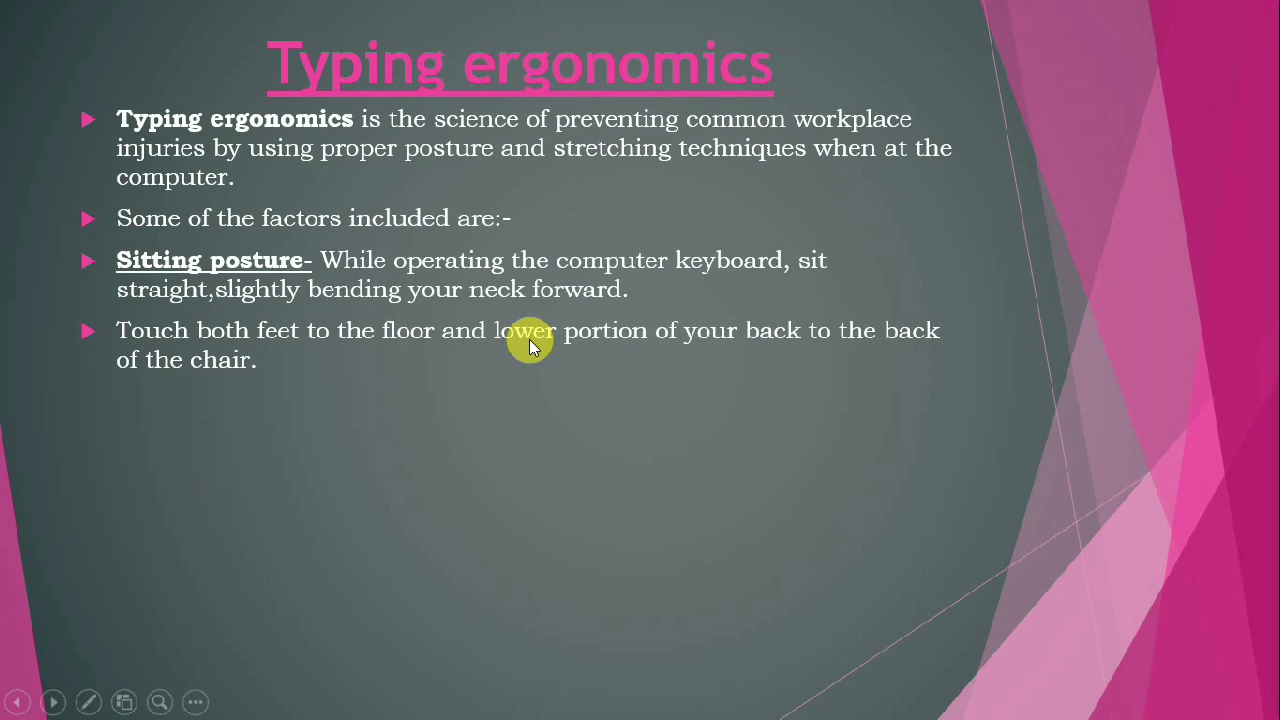 Typing ergonomics
Typing ergonomics is the science of preventing common workplace
injuries by using proper posture and stretching techniques when at the
computer.
Some of the factors included are:-
Sitting posture- While operating the computer keyboard, sit
straight,slightly bending your neck forward.
Touch both feet to the floor and lower portion of your back to the back
of the chair.